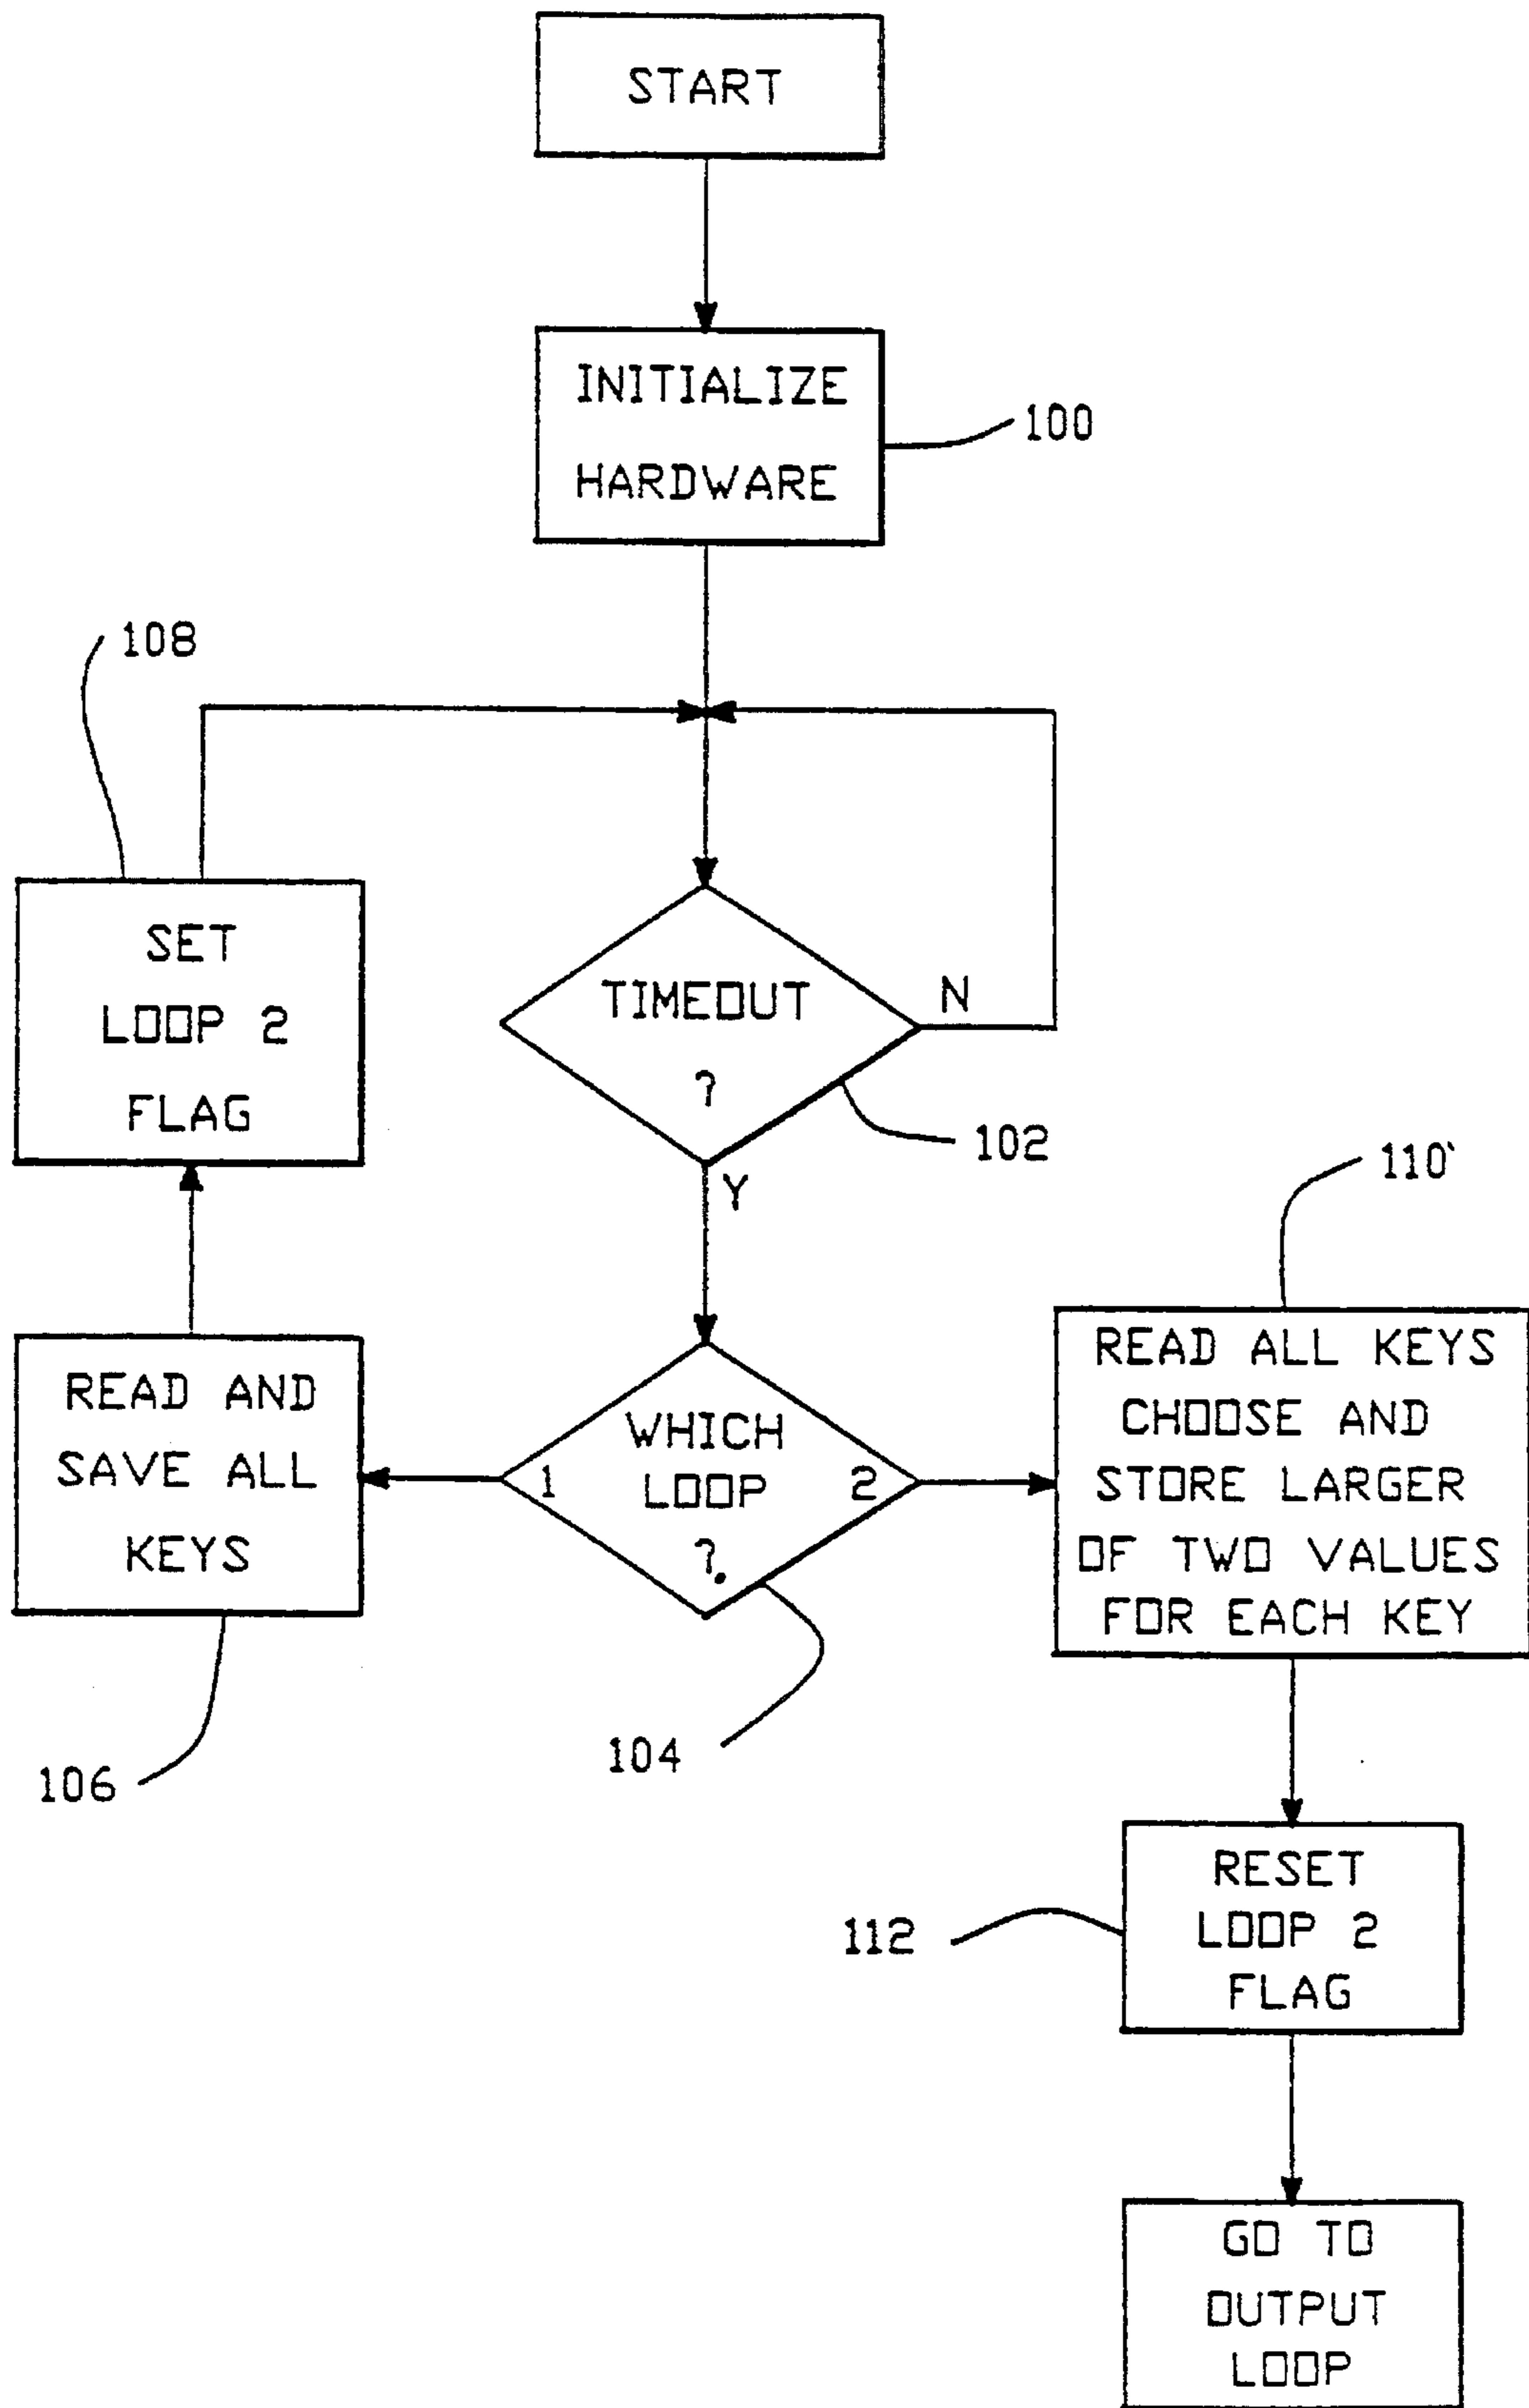 START
INITIALIZE
HARDWARE
100
108
SET
LOOP 2
FLAG
TIMEOUT
?
N
102
Y
110'
READ AND
SAVE ALL
KEYS
106
WHICH
LOOP
?.
1
2
104
READ ALL KEYS
CHOOSE AND
STORE LARGER
OF TWO VALUES
FOR EACH KEY
RESET
LOOP 2
FLAG
112
GO TO
OUTPUT
LOOP